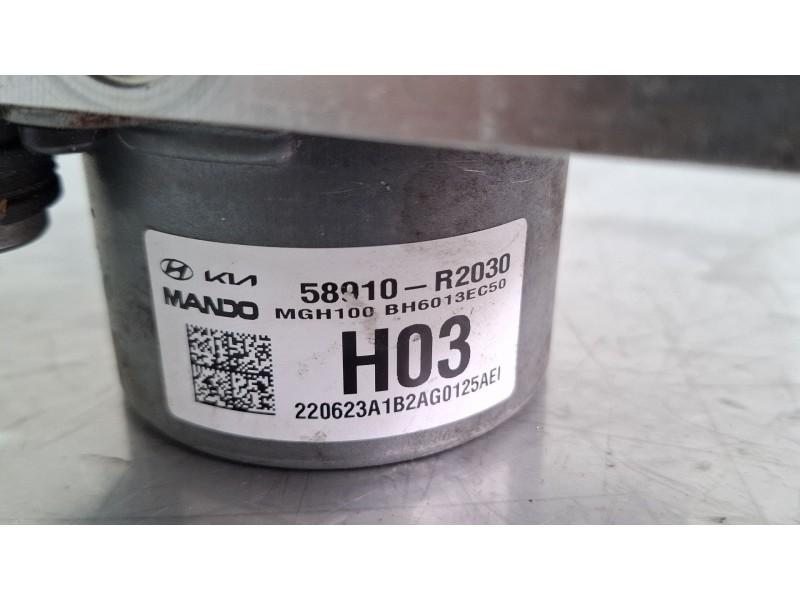 KIA 58910-R2030
MANDO MGH100 BH6013EC50
H03
220623A1B2AG0125AEI